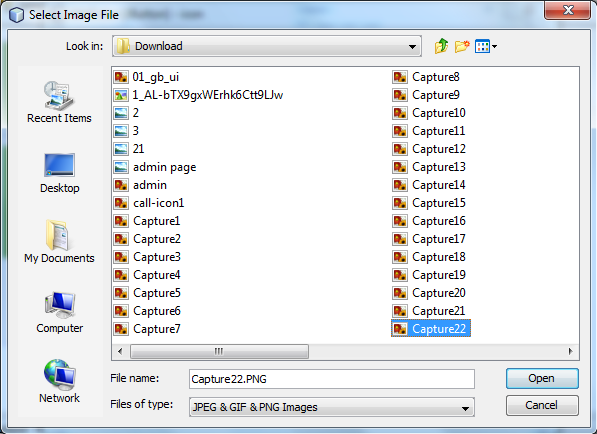 Select Image File
Look in: Download
Recent Items
Desktop
My Documents
Computer
Network
01_gb_ui
1_AL-bTX9gxWErhk6Ctt9LJw
2
3
21
admin page
admin
call-icon1
Capture1
Capture2
Capture3
Capture4
Capture5
Capture6
Capture7
Capture8
Capture9
Capture10
Capture11
Capture12
Capture13
Capture14
Capture15
Capture16
Capture17
Capture18
Capture19
Capture20
Capture21
Capture22
File name: Capture22.PNG
Open
Files of type: JPEG & GIF & PNG Images
Cancel